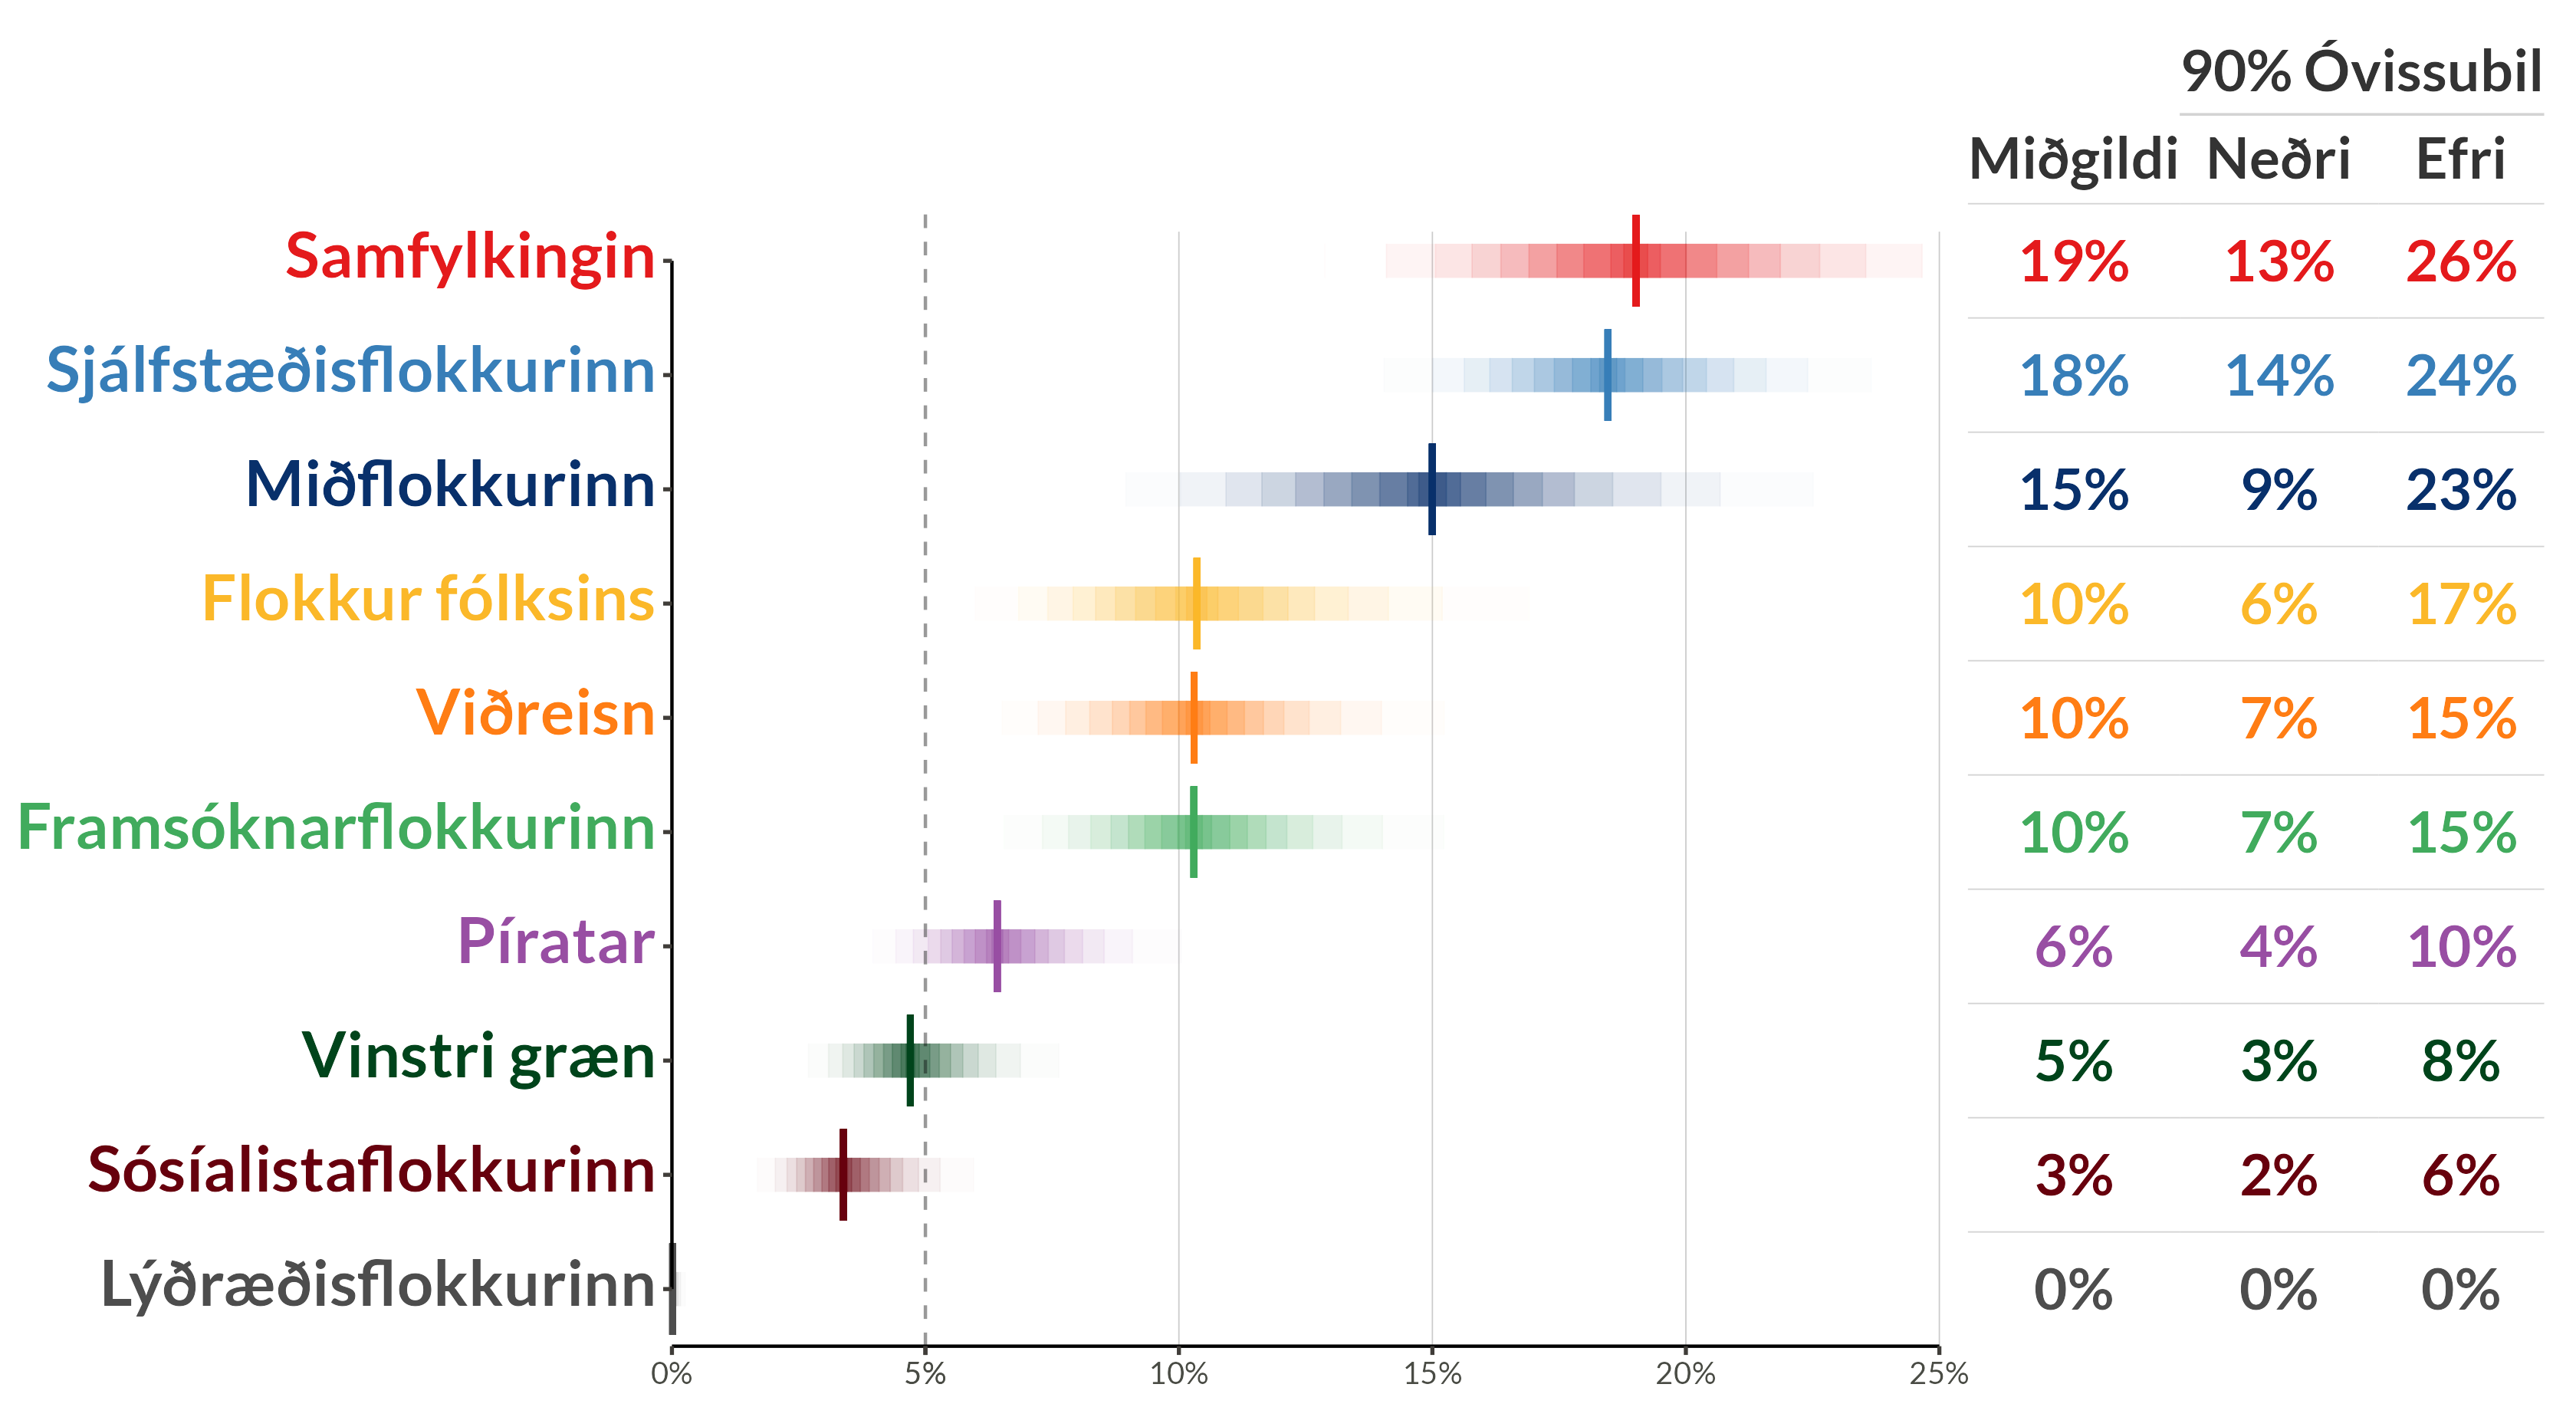 90% Óvissubil
Miðgildi Neðri Efri
Samfylkingin 19% 13% 26%
Sjálfstæðisflokkurinn 18% 14% 24%
Miðflokkurinn 15% 9% 23%
Flokkur fólksins 10% 6% 17%
Viðreisn 10% 7% 15%
Framsóknarflokkurinn 10% 7% 15%
Píratar 6% 4% 10%
Vinstri græn 5% 3% 8%
Sósíalistaflokkurinn 3% 2% 6%
Lýðræðisflokkurinn 0% 0% 0%
0% 5% 10% 15% 20% 25%